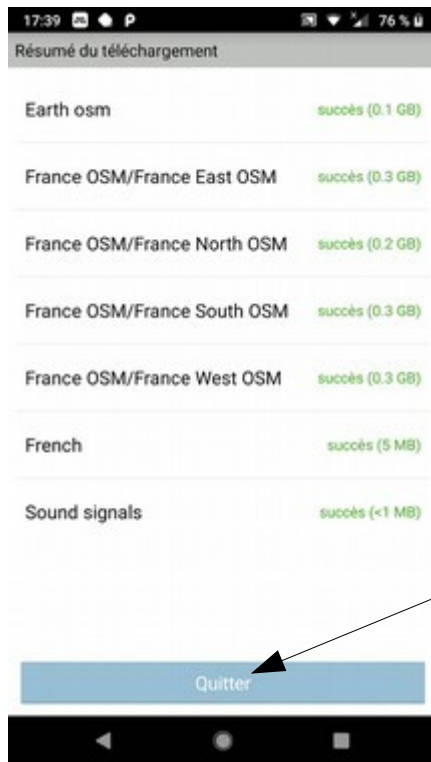 17:39 76 %
Résumé du téléchargement
Earth osm succès (0.1 GB)
France OSM/France East OSM succès (0.3 GB)
France OSM/France North OSM succès (0.2 GB)
France OSM/France South OSM succès (0.3 GB)
France OSM/France West OSM succès (0.3 GB)
French succès (5 MB)
Sound signals succès (<1 MB)
Quitter